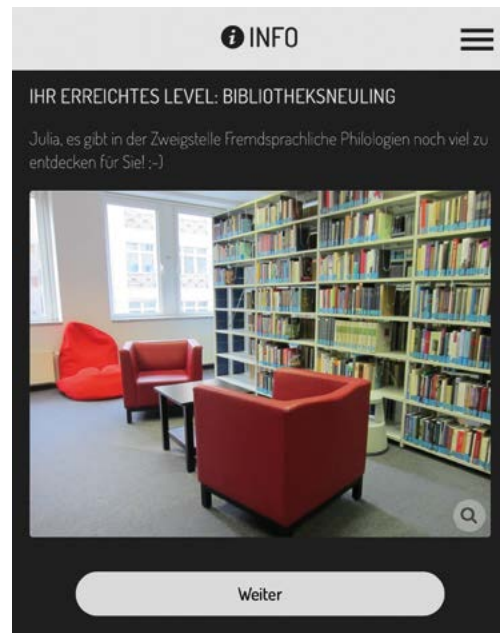 INFO
IHR ERREICHTES LEVEL: BIBLIOTHEKSNEULING
Julia, es gibt in der Zweigstelle Fremdsprachliche Philologien noch viel zu
entdecken für Sie! ;-)
Weiter